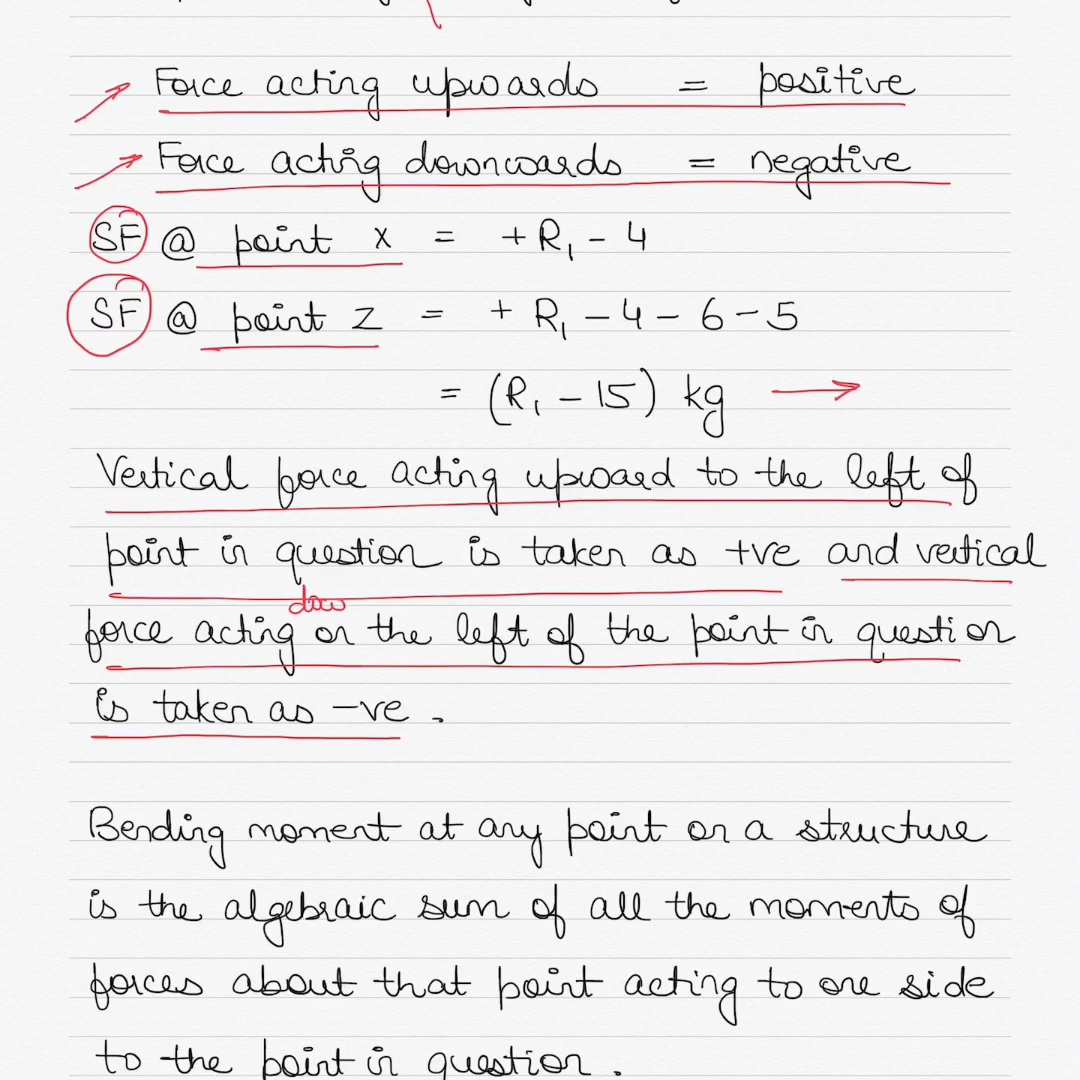 Force acting upwards = positive
Force acting downwards = negative
SF @ point x = +R₁ - 4
SF @ point z = + R₁ - 4 - 6 - 5
= (R₁ - 15) kg
Vertical force acting upward to the left of
point in question is taken as +ve and vertical
dow
force acting on the left of the point in question
is taken as -ve .
Bending moment at any point on a structure
is the algebraic sum of all the moments of
forces about that point acting to one side
to the point in question .